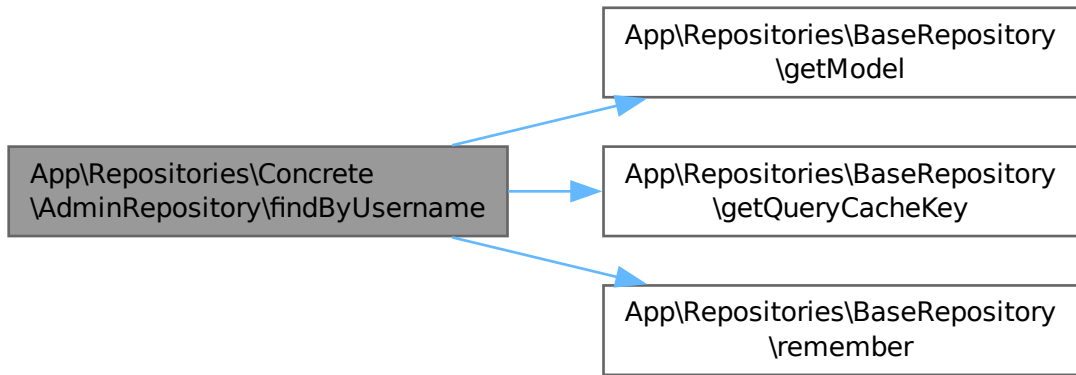 App\Repositories\BaseRepository
\getModel
App\Repositories\Concrete
\AdminRepository\findByUsername
App\Repositories\BaseRepository
\getQueryCacheKey
App\Repositories\BaseRepository
\remember